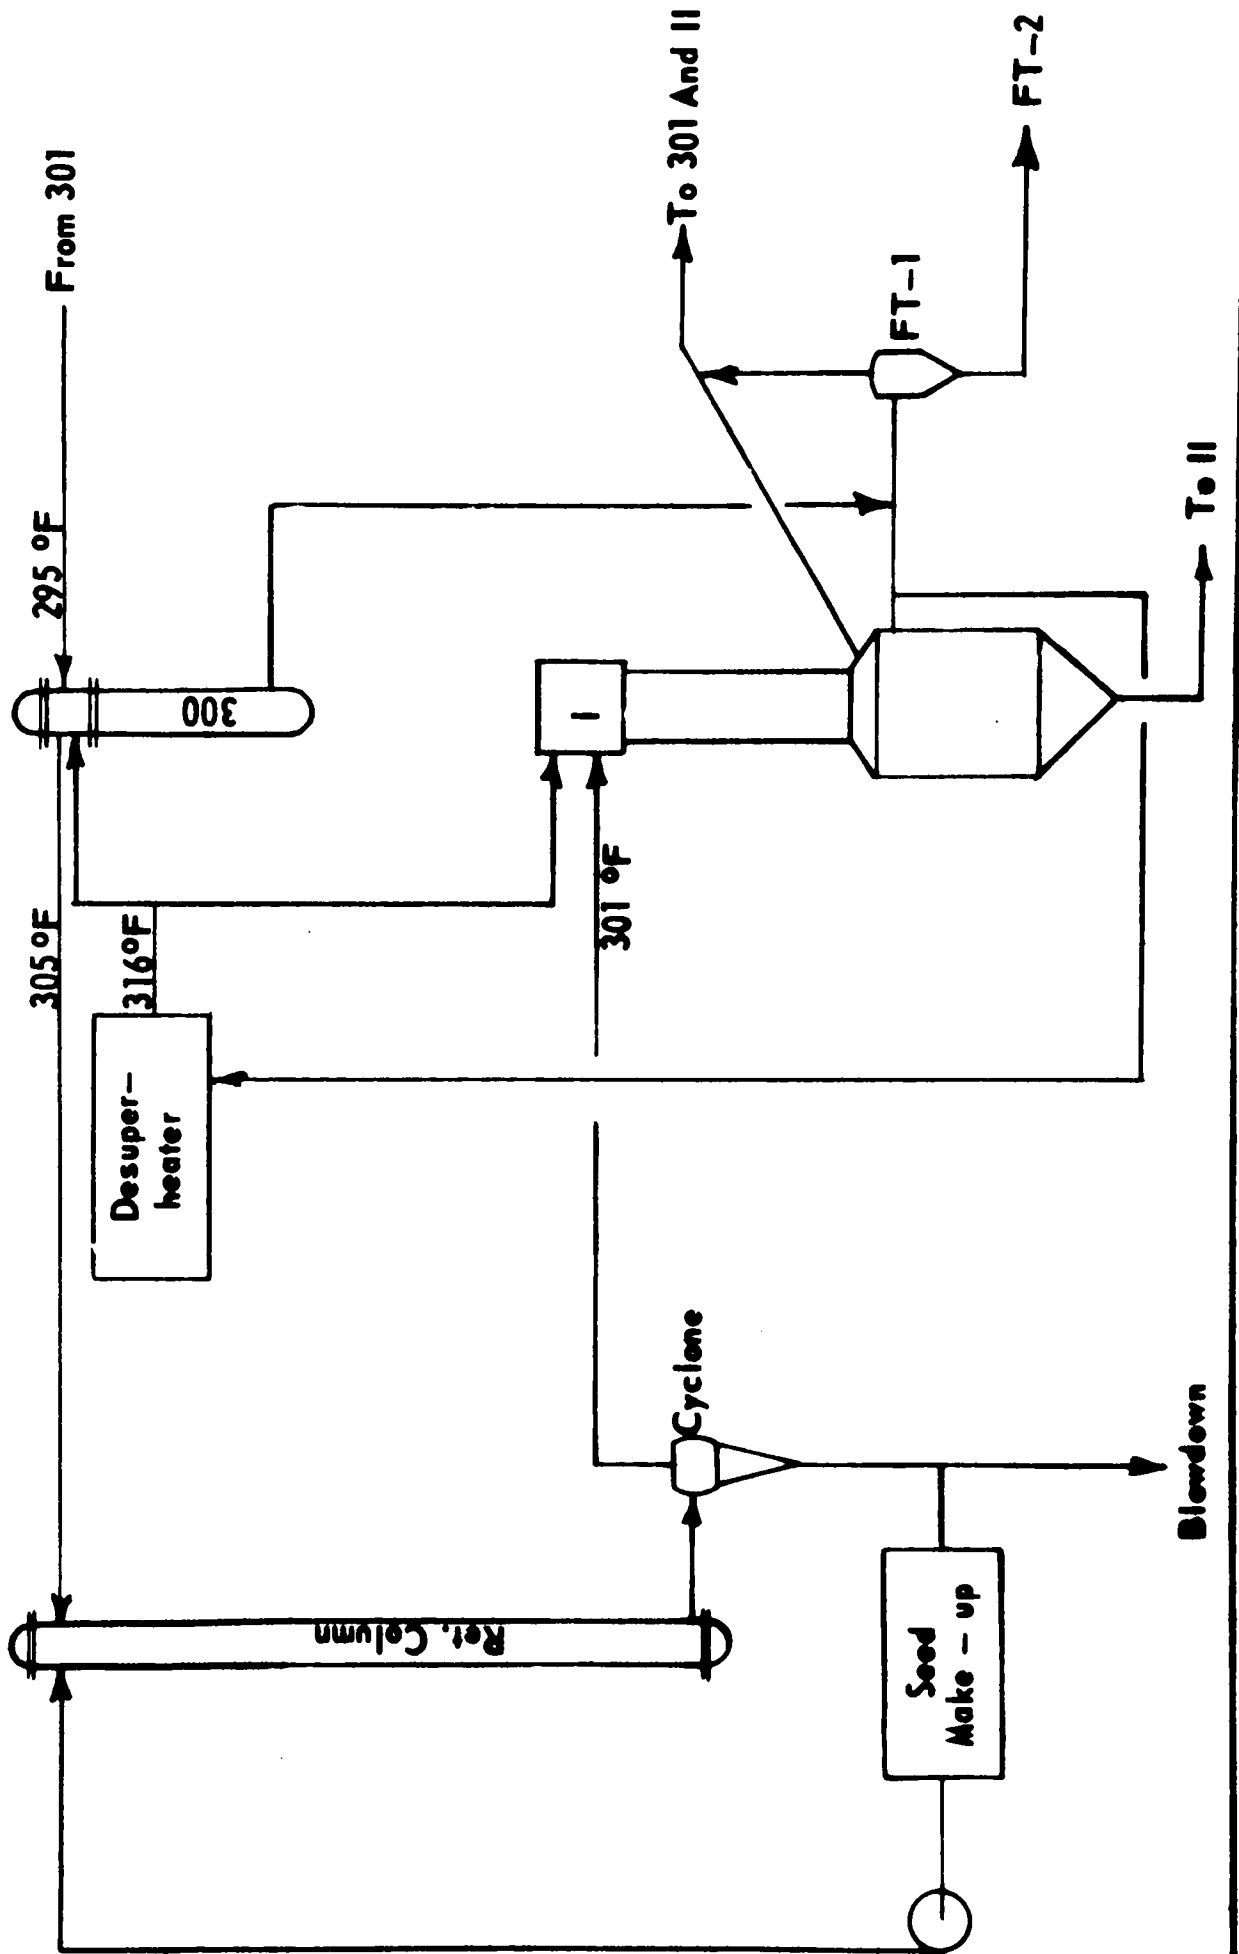 From 301
295 °F
300
305°F
316°F
Desuper-
heater
Ret. Column
To 301 And II
FT-1
FT-2
I
301 °F
To II
Cyclone
Seed
Make-up
Blowdown